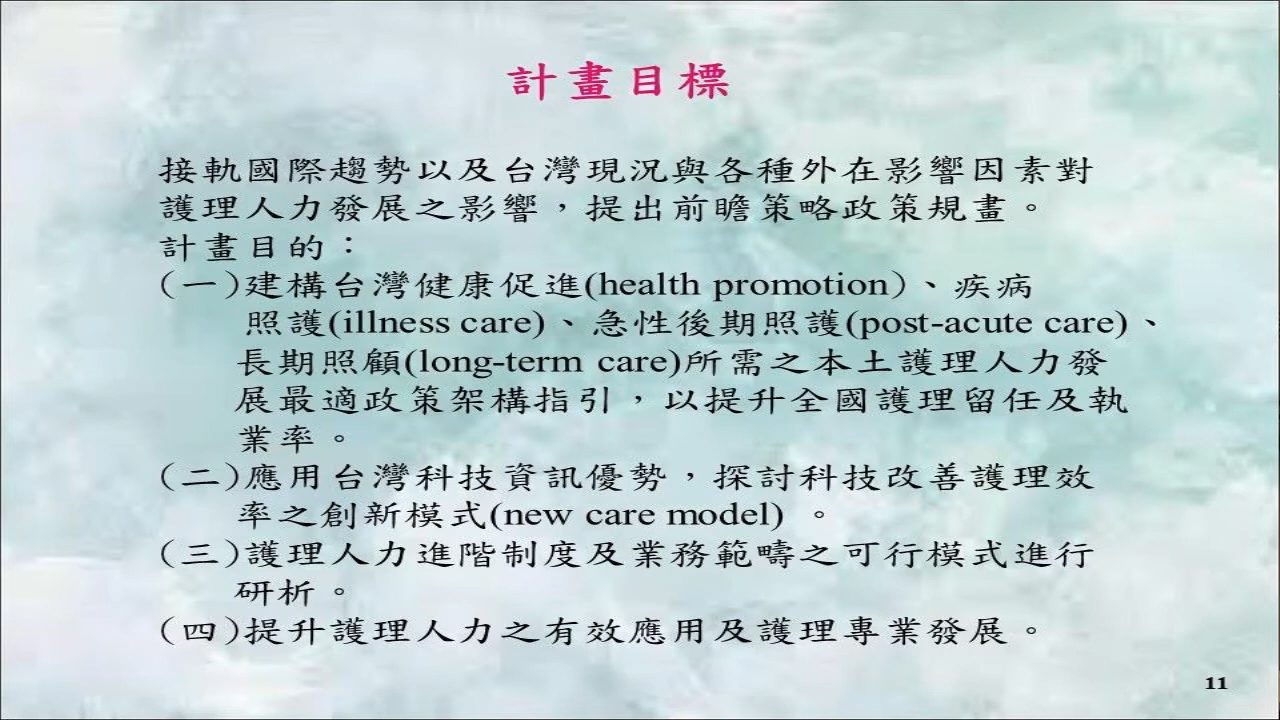 計畫目標
接軌國際趨勢以及台灣現況與各種外在影響因素對
護理人力發展之影響，提出前瞻策略政策規畫。
計畫目的：
(一)建構台灣健康促進(health promotion)、疾病
照護(illness care)、急性後期照護(post-acute care)、
長期照顧(long-term care)所需之本土護理人力發
展最適政策架構指引，以提升全國護理留任及執
業率。
(二)應用台灣科技資訊優勢，探討科技改善護理效
率之創新模式(new care model) 。
(三)護理人力進階制度及業務範疇之可行模式進行
研析。
(四)提升護理人力之有效應用及護理專業發展。
11